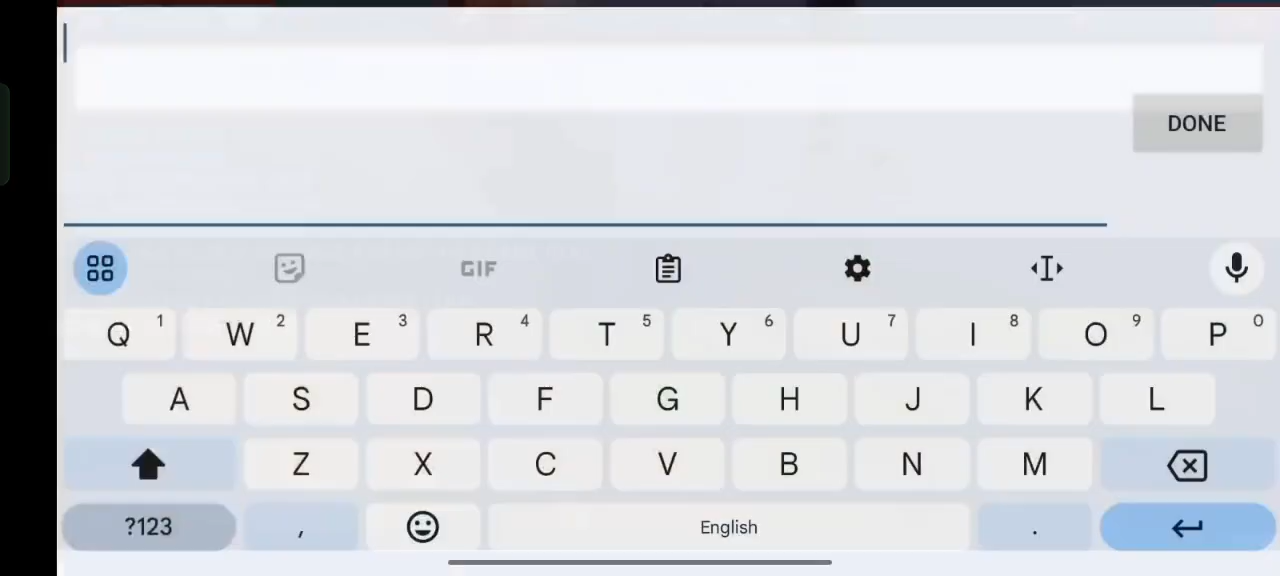 DONE
GIF
Q 1 W 2 E 3 R 4 T 5 Y 6 U 7 I 8 O 9 P 0
A S D F G H J K L
Z X C V B N M
?123 , English .